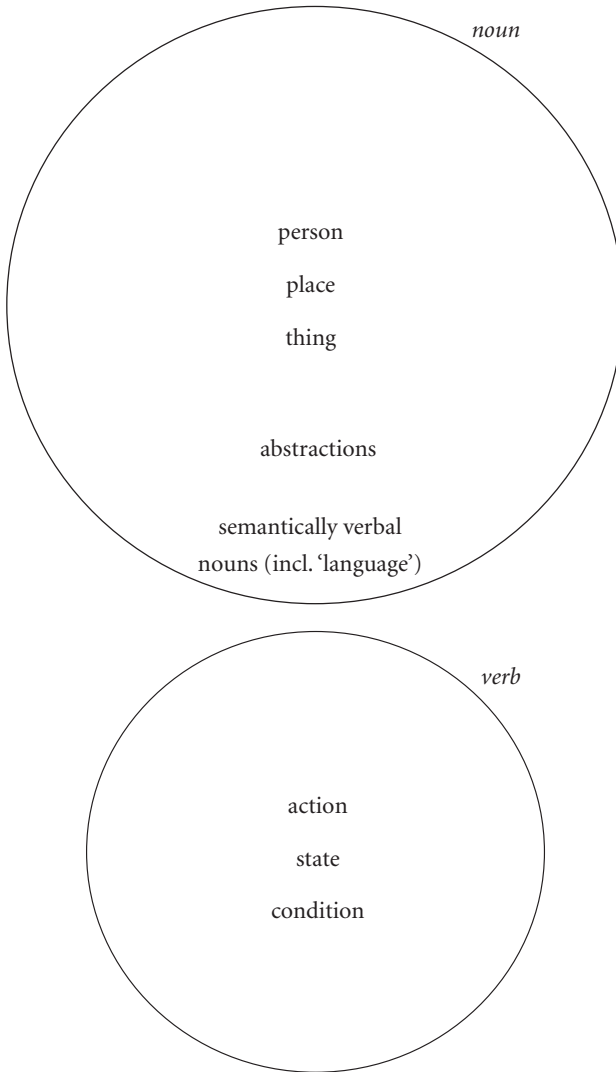 noun
person
place
thing
abstractions
semantically verbal
nouns (incl. ‘language’)
verb
action
state
condition